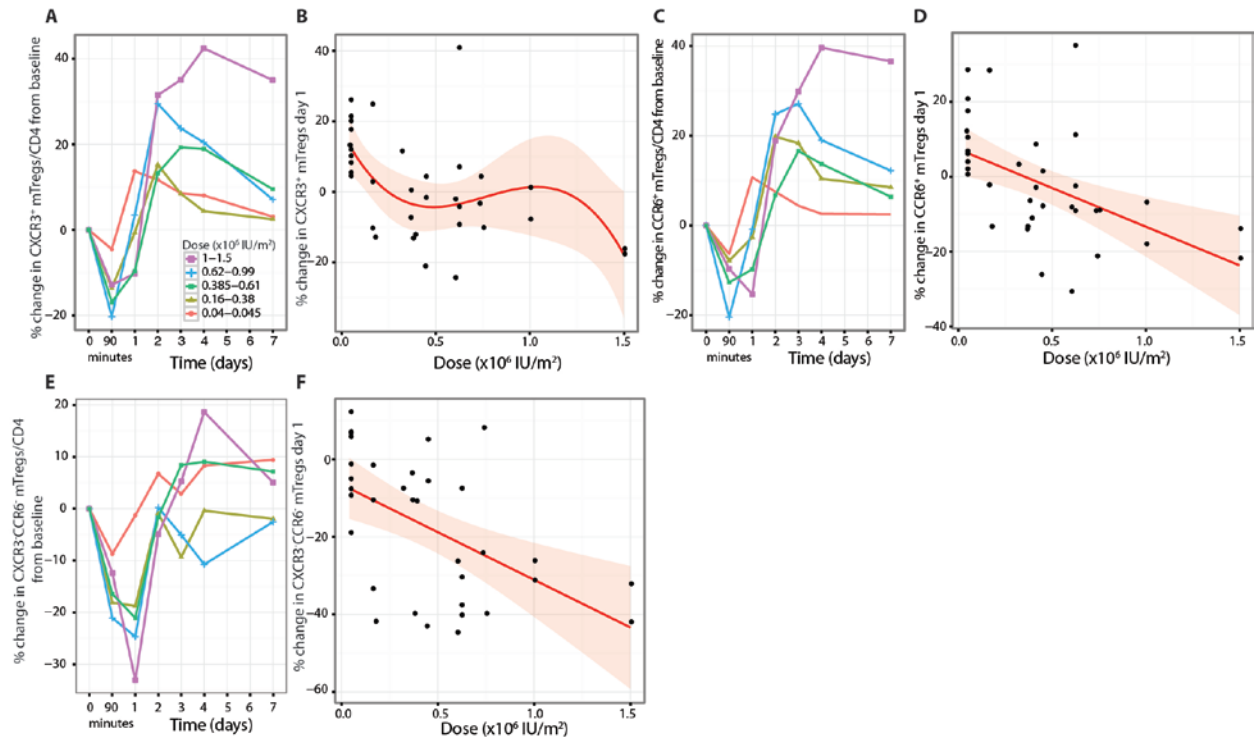 A
% change in CXCR3⁺ mTregs/CD4 from baseline
40
20
0
−20
Dose (x10⁶ IU/m²)
1−1.5
0.62−0.99
0.385−0.61
0.16−0.38
0.04−0.045
0 90 1 2 3 4 5 6 7
minutes Time (days)
B
% change in CXCR3⁺ mTregs day 1
40
20
0
20
0.0 0.5 1.0 1.5
Dose (x10⁶ IU/m²)
C
% change in CCR6⁺ mTregs/CD4 from baseline
40
20
0
−20
0 90 1 2 3 4 5 6 7
minutes Time (days)
D
% change in CCR6⁺ mTregs day 1
20
0
−20
−40
0.0 0.5 1.0 1.5
Dose (x10⁶ IU/m²)
E
% change in CXCR3⁻CCR6⁻ mTregs/CD4
from baseline
20
10
0
−10
−20
−30
0 90 1 2 3 4 5 6 7
minutes Time (days)
F
% change in CXCR3⁻CCR6⁻ mTregs day 1
0
−20
−40
−60
0.0 0.5 1.0 1.5
Dose (x10⁶ IU/m²)